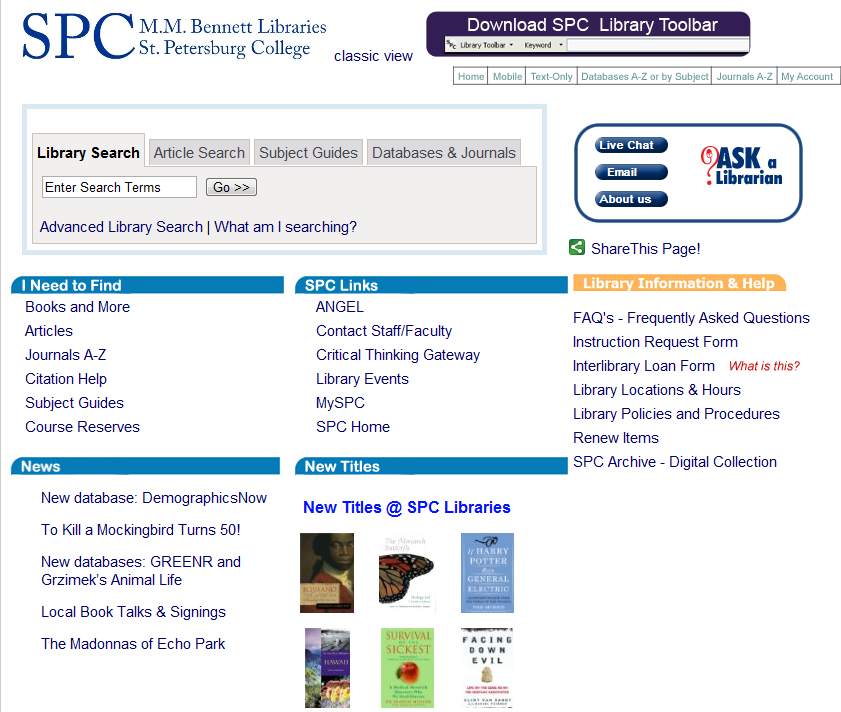 SPC M.M. Bennett Libraries
St. Petersburg College
classic view
Download SPC Library Toolbar
SPC Library Toolbar Keyword
Home Mobile Text-Only Databases A-Z or by Subject Journals A-Z My Account
Library Search Article Search Subject Guides Databases & Journals
Enter Search Terms Go >>
Advanced Library Search | What am I searching?
Live Chat
Email
About us
ASK a
Librarian
ShareThis Page!
I Need to Find
Books and More
Articles
Journals A-Z
Citation Help
Subject Guides
Course Reserves
SPC Links
ANGEL
Contact Staff/Faculty
Critical Thinking Gateway
Library Events
MySPC
SPC Home
Library Information & Help
FAQ's - Frequently Asked Questions
Instruction Request Form
Interlibrary Loan Form What is this?
Library Locations & Hours
Library Policies and Procedures
Renew Items
SPC Archive - Digital Collection
News
New database: DemographicsNow
To Kill a Mockingbird Turns 50!
New databases: GREENR and
Grzimek's Animal Life
Local Book Talks & Signings
The Madonnas of Echo Park
New Titles
New Titles @ SPC Libraries
EQUIANO
The Monarch
Butterfly
If HARRY
POTTER
Ran
GENERAL
ELECTRIC
HAWAII
SURVIVAL
OF THE
SICKEST
FACING
DOWN
EVIL